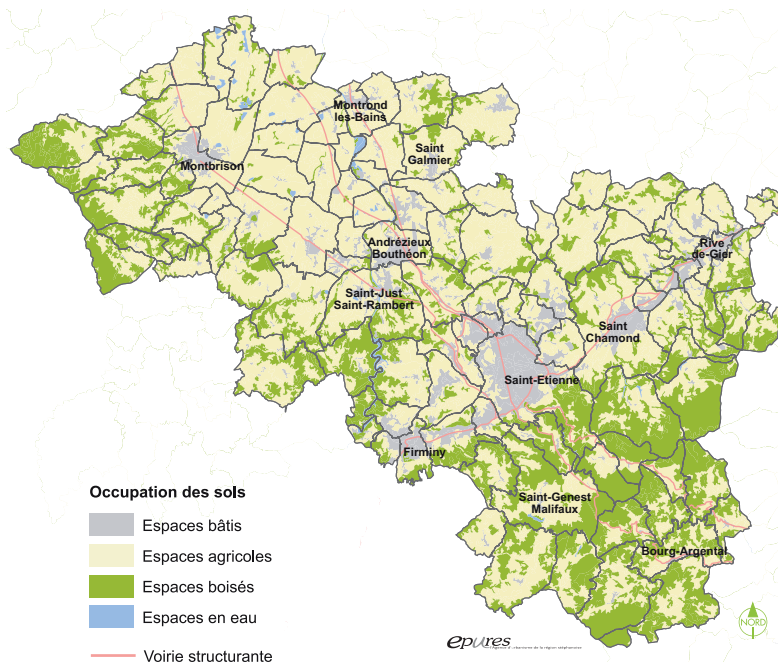 Montrond
les-Bains
Saint
Galmier
Montbrison
Andrézieux
Bouthéon
Rive
de-Gier
Saint-Just
Saint-Rambert
Saint
Chamond
Saint-Etienne
Firminy
Saint-Genest
Malifaux
Bourg-Argental
Occupation des sols
Espaces bâtis
Espaces agricoles
Espaces boisés
Espaces en eau
Voirie structurante
epures
NORD